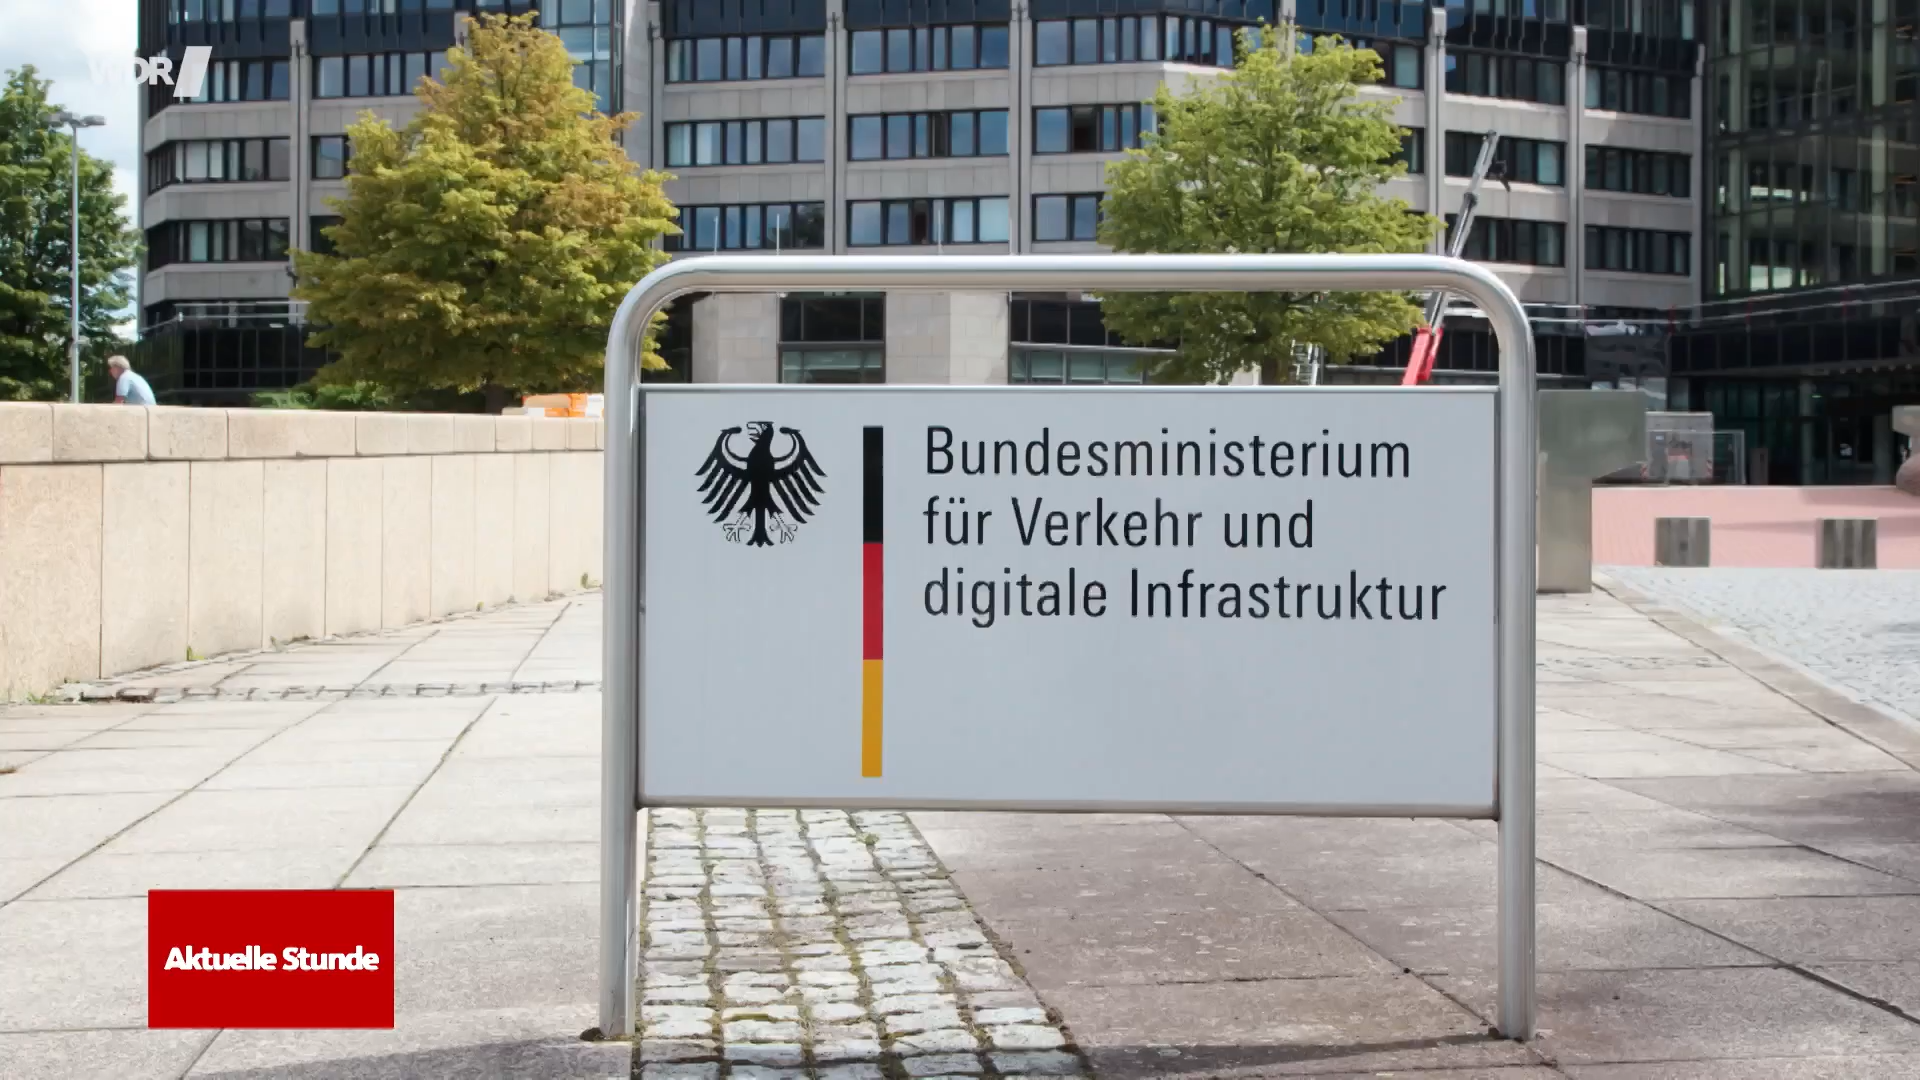 WDR
Bundesministerium
für Verkehr und
digitale Infrastruktur
Aktuelle Stunde